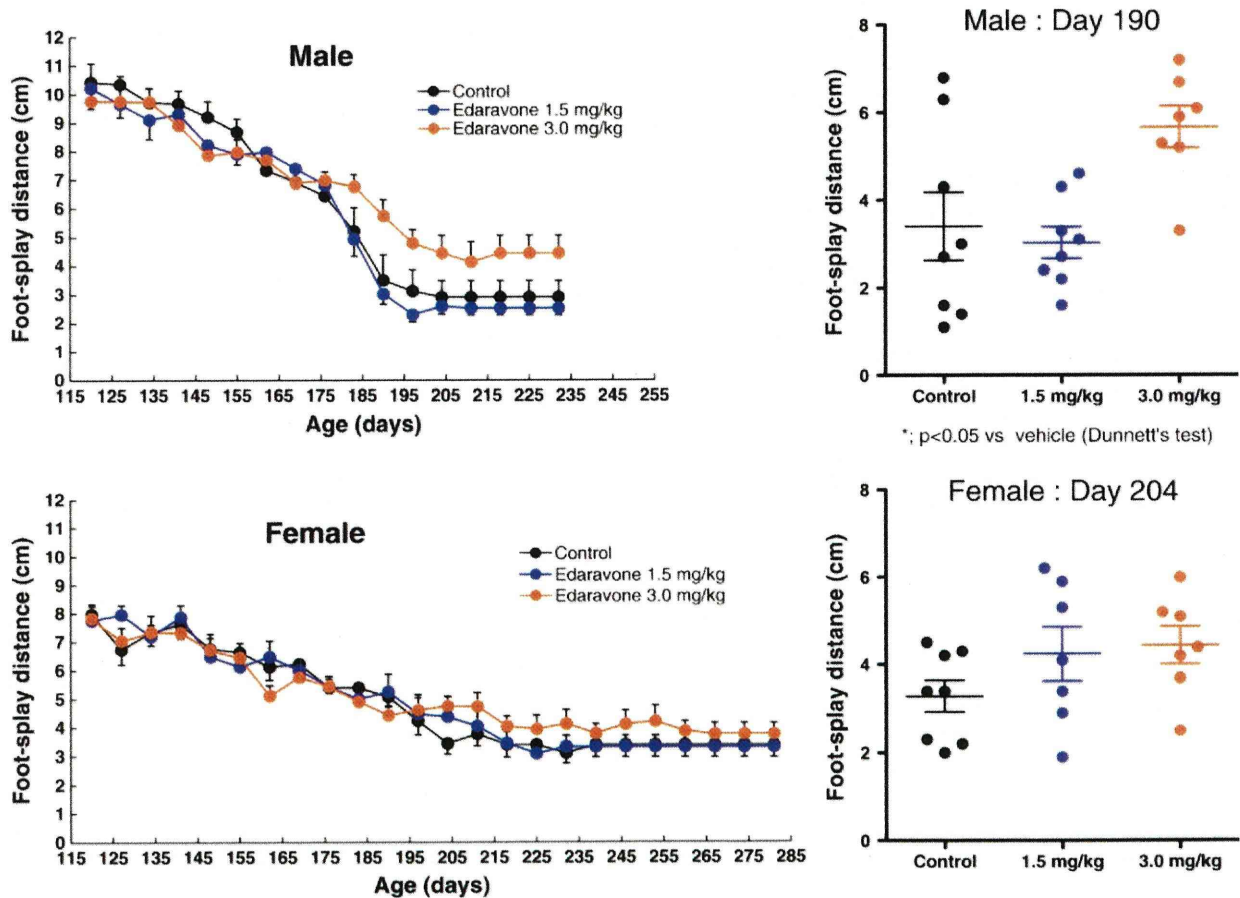 Male
Foot-splay distance (cm)
12
11
10
9
8
7
6
5
4
3
2
1
0
Control
Edaravone 1.5 mg/kg
Edaravone 3.0 mg/kg
115 125 135 145 155 165 175 185 195 205 215 225 235 245 255
Age (days)
Male : Day 190
Foot-splay distance (cm)
8
6
4
2
0
Control 1.5 mg/kg 3.0 mg/kg
*; p<0.05 vs vehicle (Dunnett's test)
Female
Foot-splay distance (cm)
12
11
10
9
8
7
6
5
4
3
2
1
0
Control
Edaravone 1.5 mg/kg
Edaravone 3.0 mg/kg
115 125 135 145 155 165 175 185 195 205 215 225 235 245 255 265 275 285
Age (days)
Female : Day 204
Foot-splay distance (cm)
8
6
4
2
0
Control 1.5 mg/kg 3.0 mg/kg